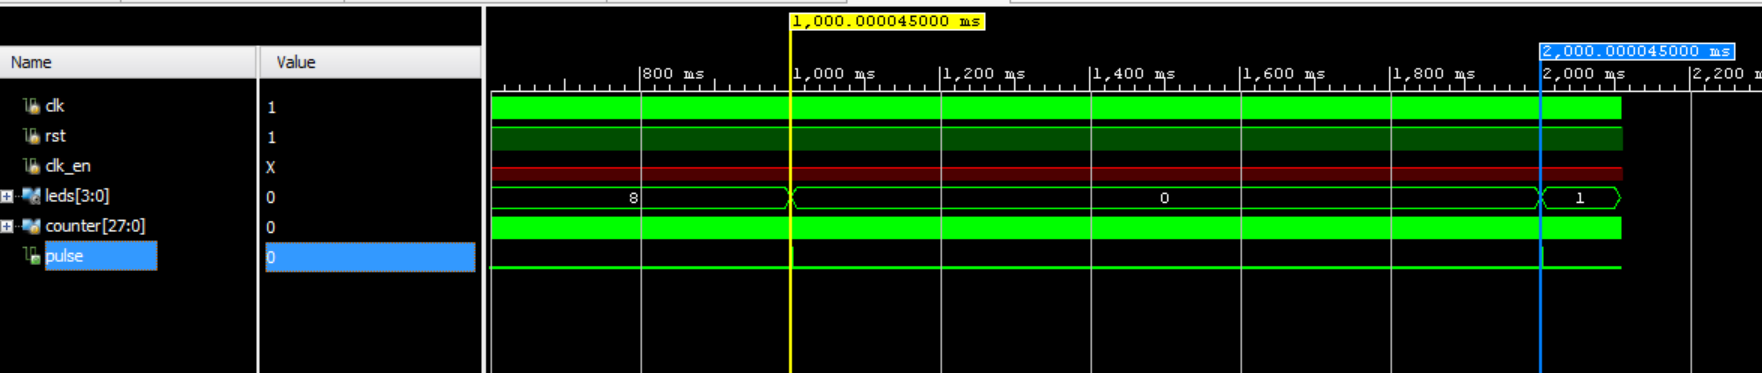 1,000.000045000 ms
2,000.000045000 ms
Name Value
800 ms 1,000 ms 1,200 ms 1,400 ms 1,600 ms 1,800 ms 2,000 ms 2,200 m
clk 1
rst 1
clk_en X
leds[3:0] 0 8 0 1
counter[27:0] 0
pulse 0